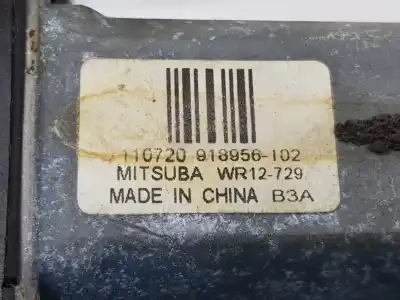 110720 918956-102
MITSUBA WR12-729
MADE IN CHINA B3A